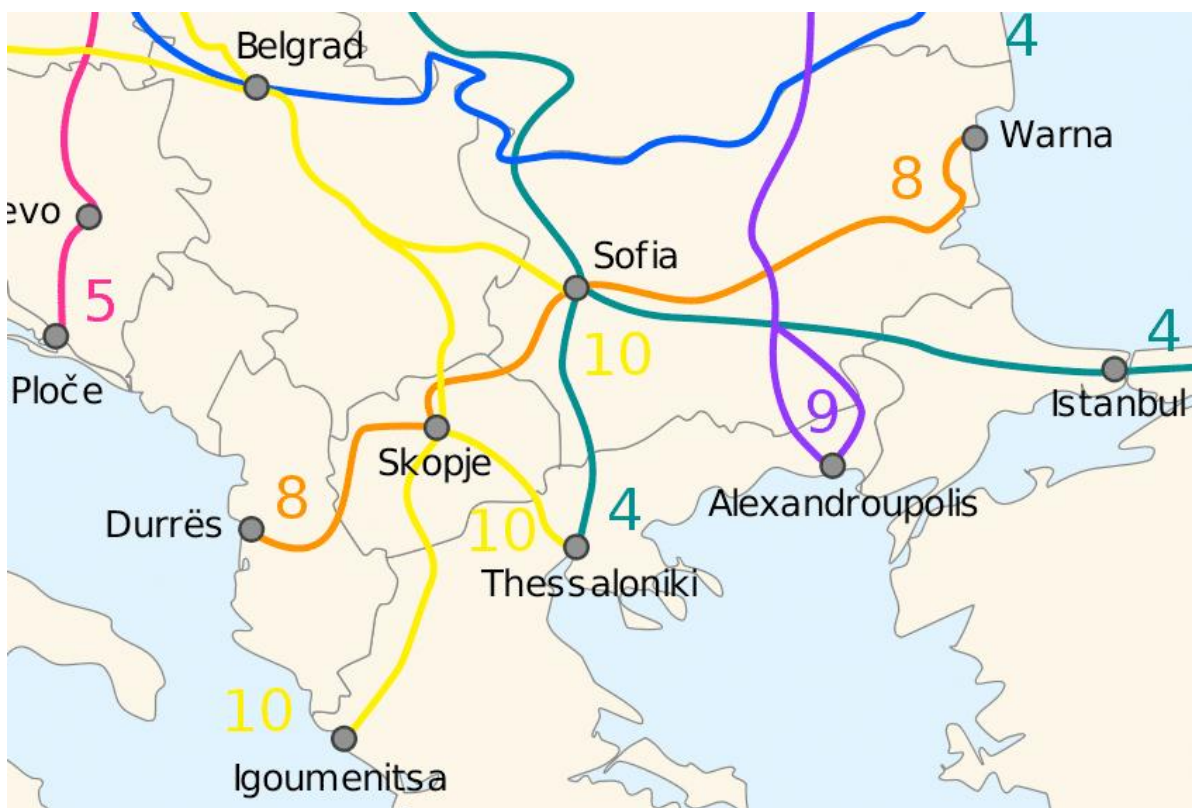 4
Belgrad
Warna
8
evo
Sofia
5
10
4
Ploče
Istanbul
9
Skopje
8
Alexandroupolis
Durrës
10
4
Thessaloniki
10
Igoumenitsa